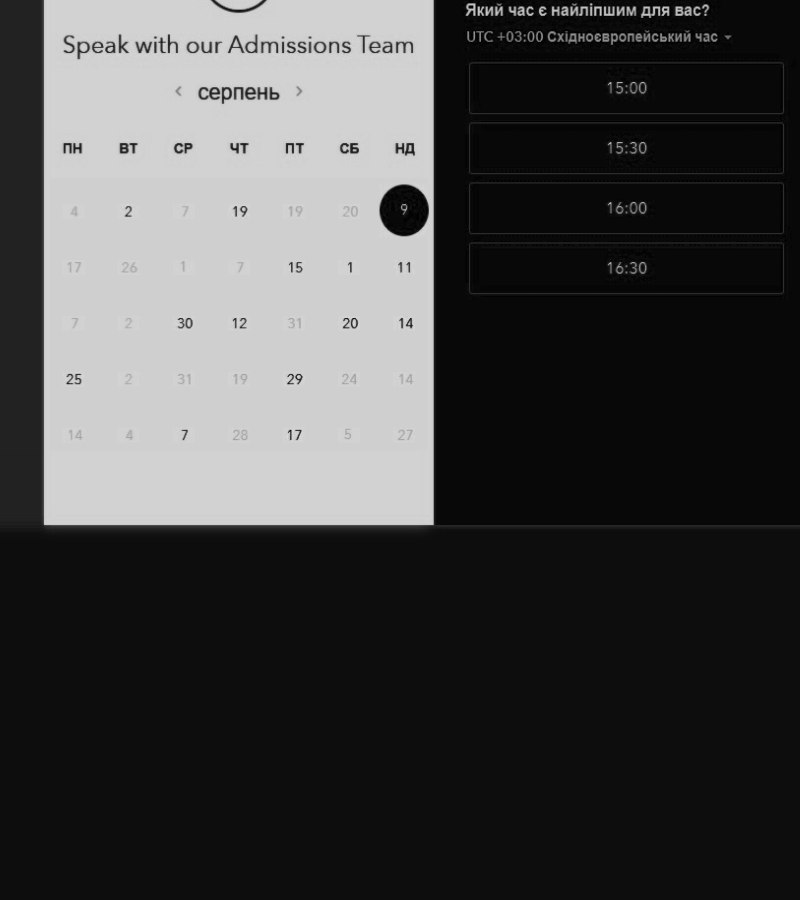 Speak with our Admissions Team
серпень
ПН ВТ СР ЧТ ПТ СБ НД
4 2 7 19 19 20 9
17 26 1 7 15 1 11
7 2 30 12 31 20 14
25 2 31 19 29 24 14
14 4 7 28 17 5 27
Який час є найліпшим для вас?
UTC +03:00 Східноєвропейський час
15:00
15:30
16:00
16:30